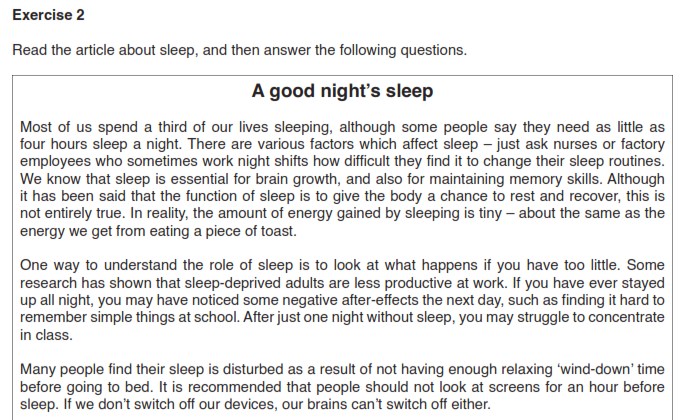 Exercise 2
Read the article about sleep, and then answer the following questions.
A good night's sleep
Most of us spend a third of our lives sleeping, although some people say they need as little as
four hours sleep a night. There are various factors which affect sleep – just ask nurses or factory
employees who sometimes work night shifts how difficult they find it to change their sleep routines.
We know that sleep is essential for brain growth, and also for maintaining memory skills. Although
it has been said that the function of sleep is to give the body a chance to rest and recover, this is
not entirely true. In reality, the amount of energy gained by sleeping is tiny – about the same as the
energy we get from eating a piece of toast.
One way to understand the role of sleep is to look at what happens if you have too little. Some
research has shown that sleep-deprived adults are less productive at work. If you have ever stayed
up all night, you may have noticed some negative after-effects the next day, such as finding it hard to
remember simple things at school. After just one night without sleep, you may struggle to concentrate
in class.
Many people find their sleep is disturbed as a result of not having enough relaxing 'wind-down' time
before going to bed. It is recommended that people should not look at screens for an hour before
sleep. If we don't switch off our devices, our brains can't switch off either.